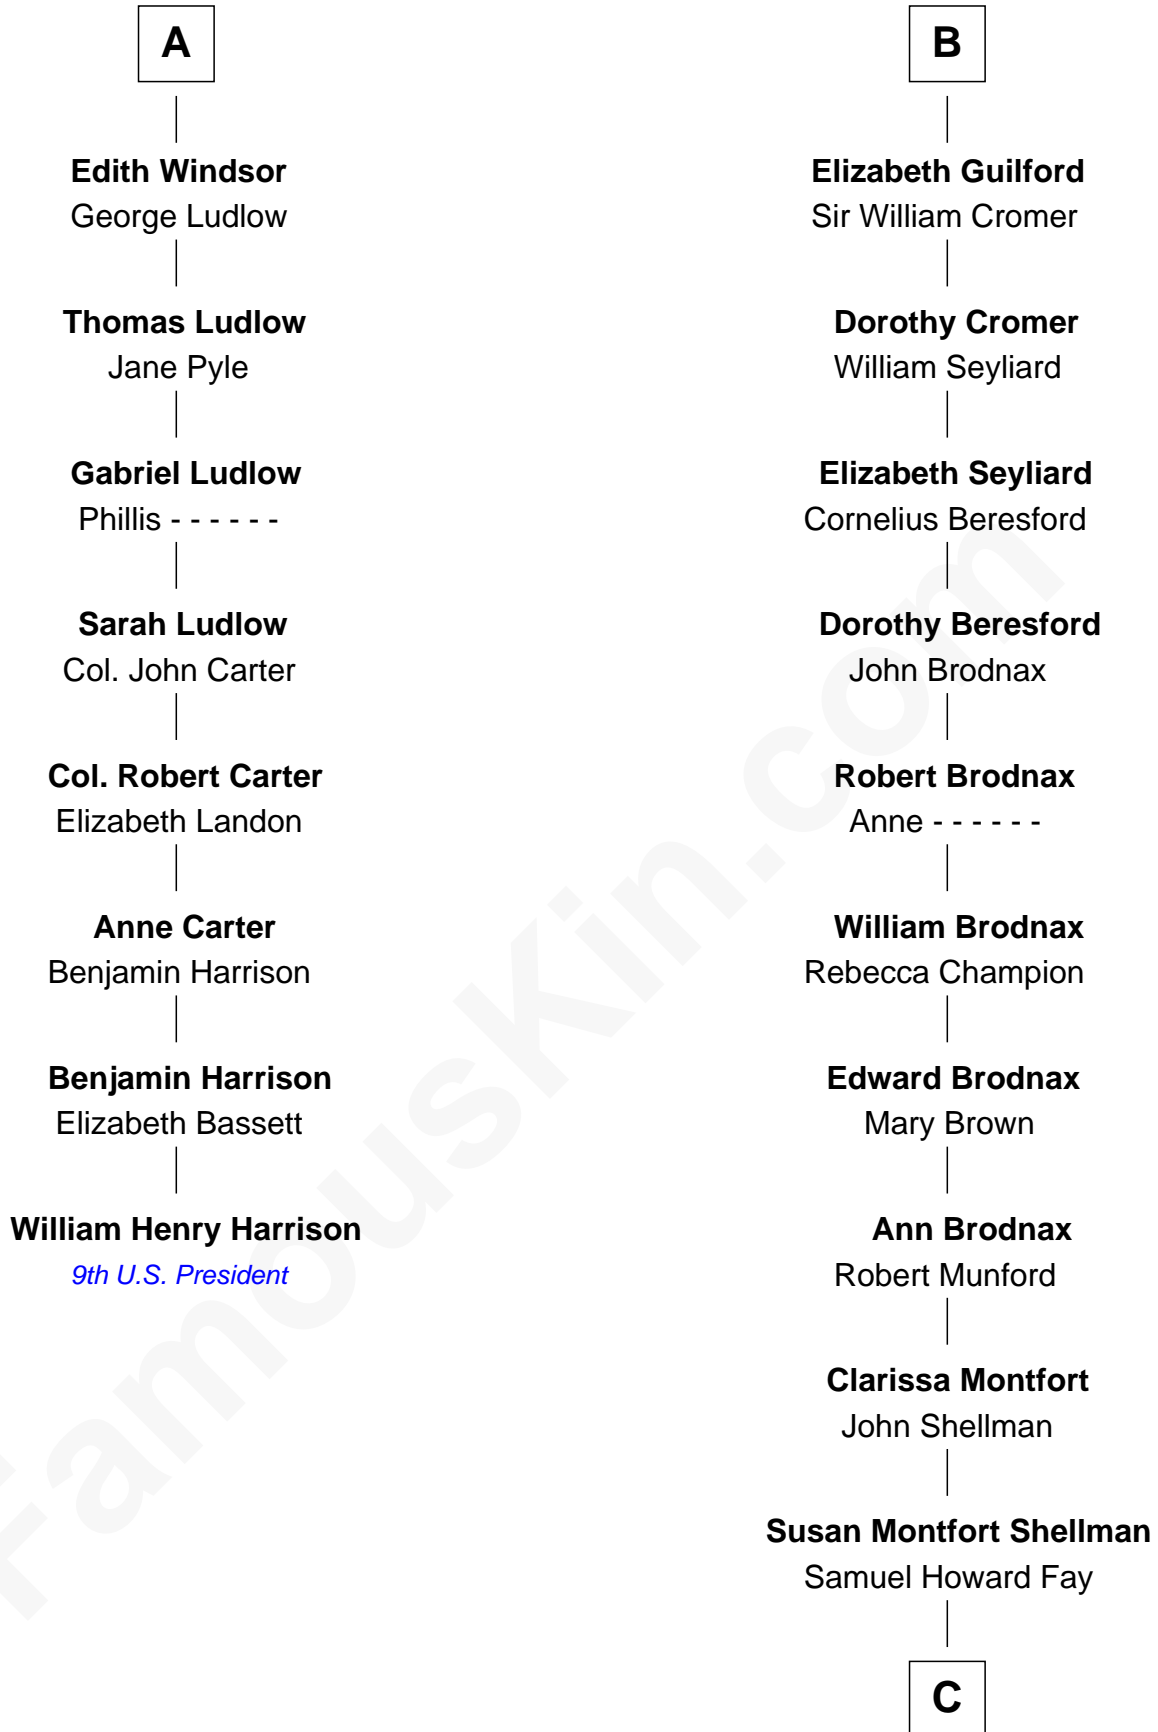 A
Edith Windsor
George Ludlow
Thomas Ludlow
Jane Pyle
Gabriel Ludlow
Phillis - - - - - -
Sarah Ludlow
Col. John Carter
Col. Robert Carter
Elizabeth Landon
Anne Carter
Benjamin Harrison
Benjamin Harrison
Elizabeth Bassett
William Henry Harrison
9th U.S. President
B
Elizabeth Guilford
Sir William Cromer
Dorothy Cromer
William Seyliard
Elizabeth Seyliard
Cornelius Beresford
Dorothy Beresford
John Brodnax
Robert Brodnax
Anne - - - - - -
William Brodnax
Rebecca Champion
Edward Brodnax
Mary Brown
Ann Brodnax
Robert Munford
Clarissa Montfort
John Shellman
Susan Montfort Shellman
Samuel Howard Fay
C
FamousKin.com